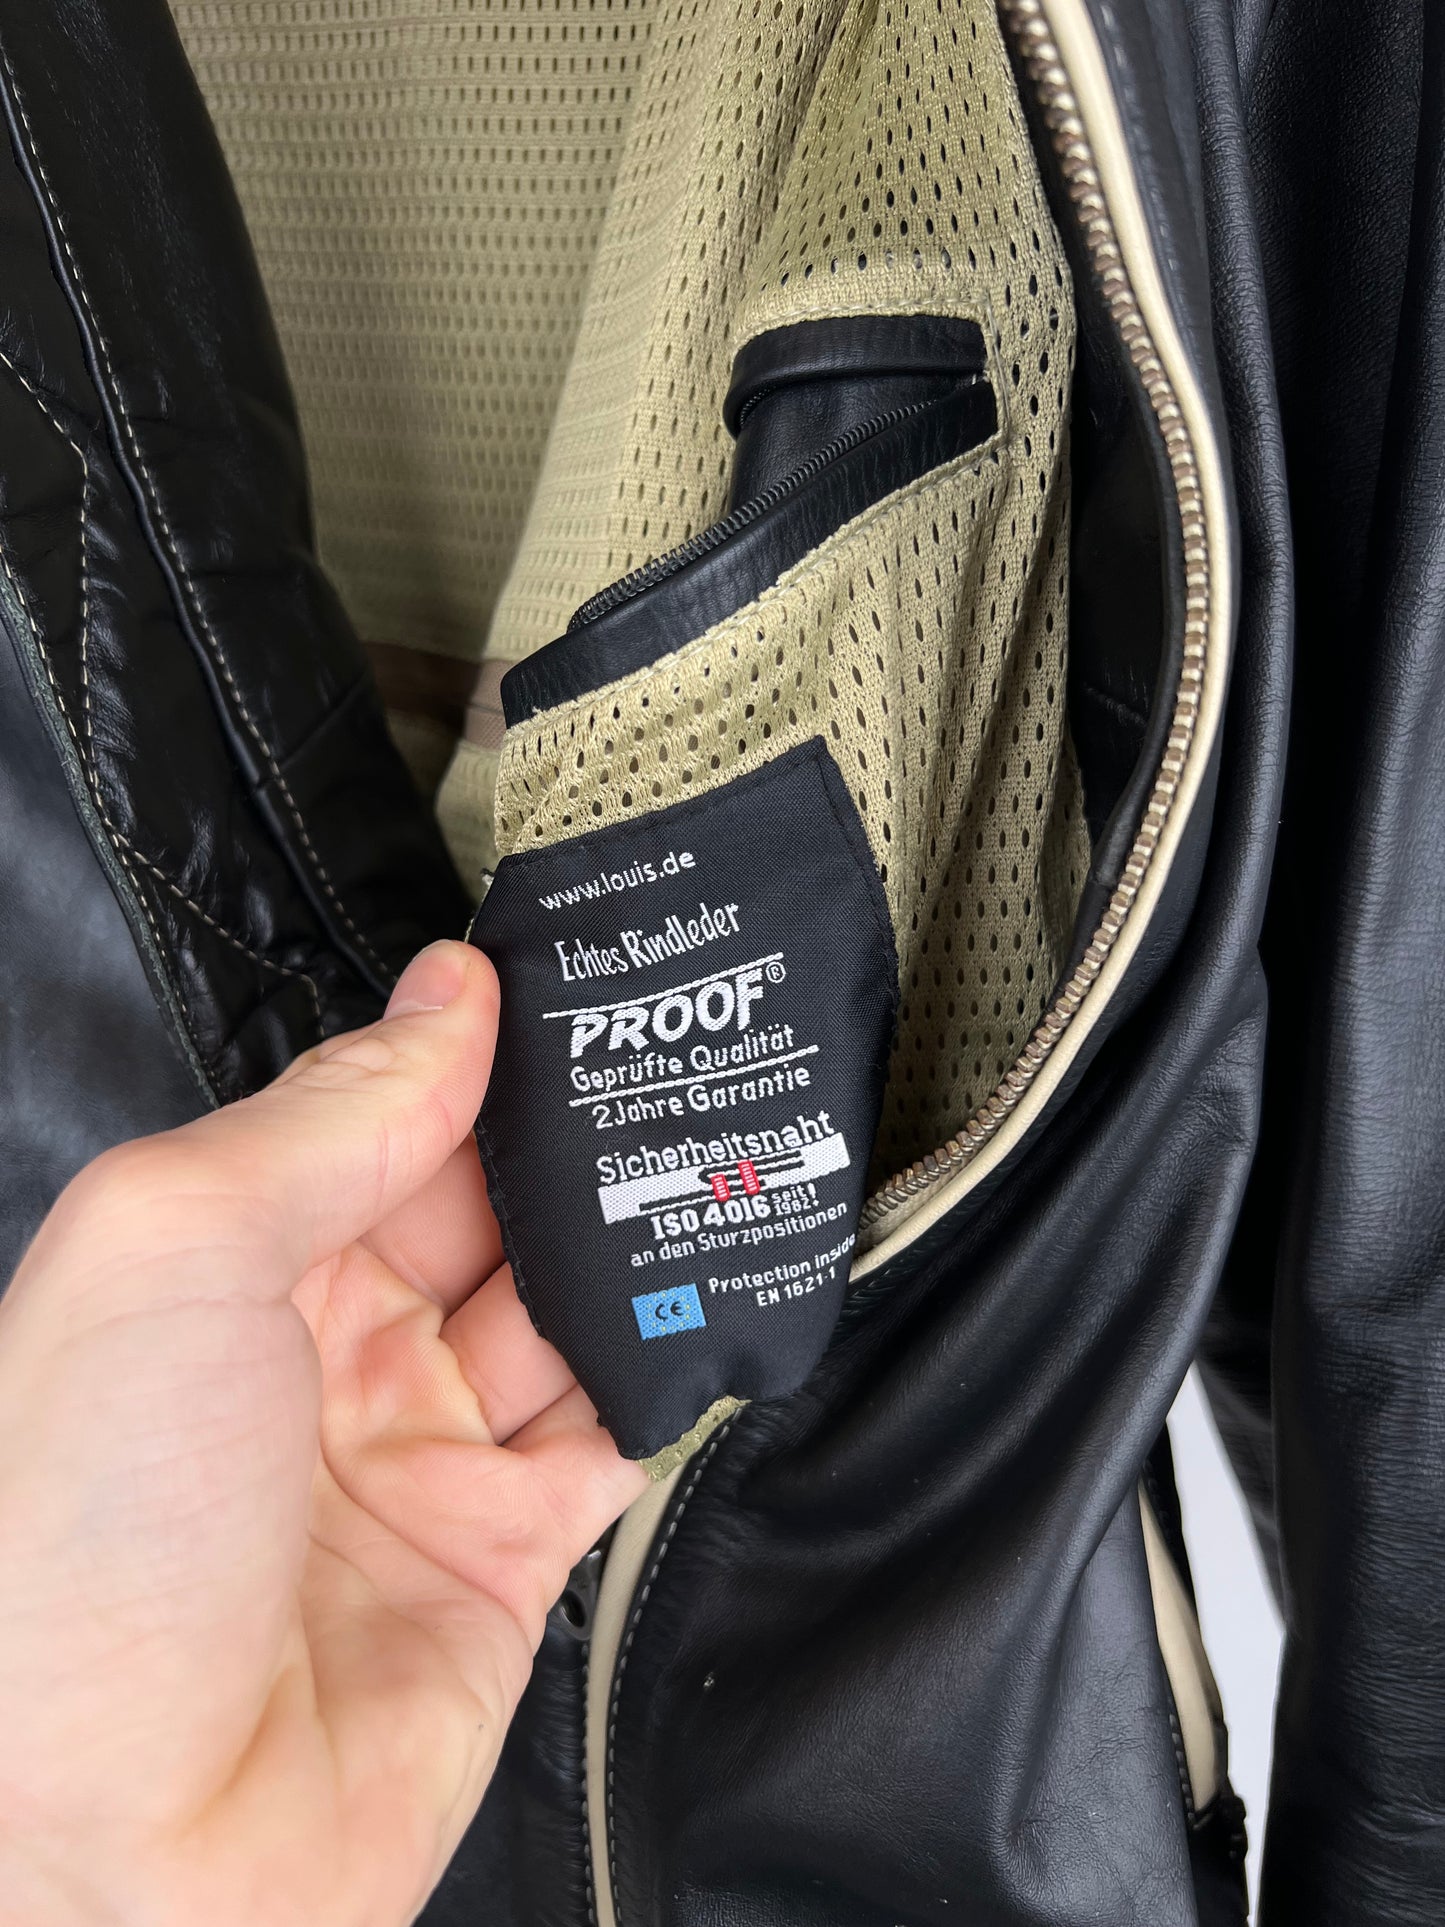 www.louis.de
Echtes Rindleder
PROOF®
Geprüfte Qualität
2 Jahre Garantie
Sicherheitsnaht
ISO 4016 seit 1982!
an den Sturzpositionen
Protection inside
CE EN 1621-1